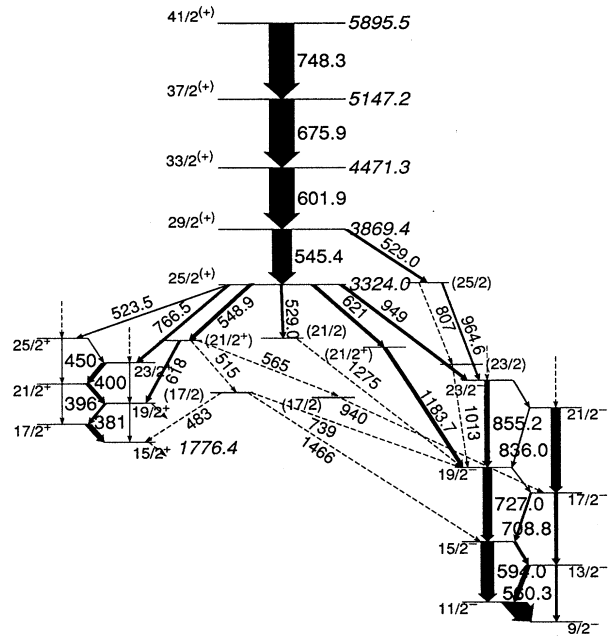 41/2(+) 5895.5
748.3
37/2(+) 5147.2
675.9
33/2(+) 4471.3
601.9
29/2(+) 3869.4
545.4 529.0
25/2(+) 3324.0 (25/2)
523.5 766.5 548.9 529.0 621 949 807 964.6
25/2+ (21/2+) (21/2) (21/2+) (23/2)
450 23/2+ 618 515 565 1275 1183.7 1013
21/2+ 400 (17/2) (17/2) 23/2− 21/2−
396 19/2+ 483 940 855.2
17/2+ 381 739 836.0
15/2+ 1776.4 1466 19/2−
727.0 17/2−
708.8
15/2−
594.0 13/2−
560.3
11/2− 9/2−